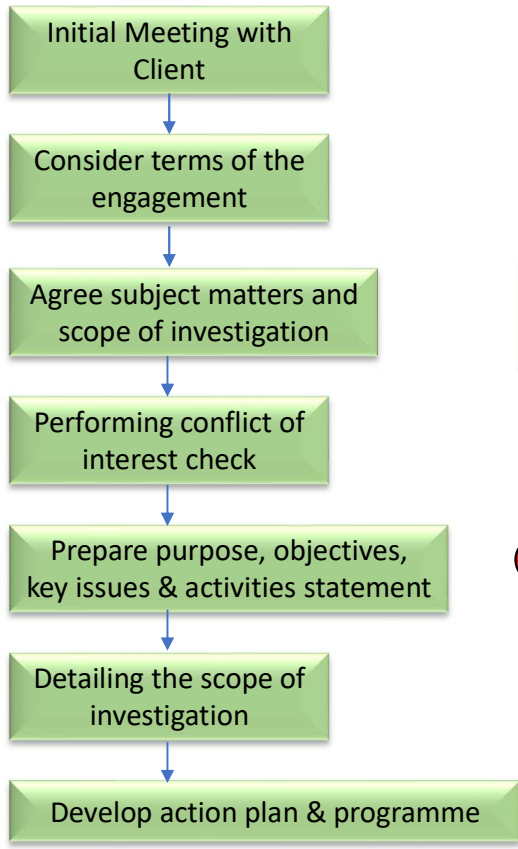 Initial Meeting with
Client
Consider terms of the
engagement
Agree subject matters and
scope of investigation
Performing conflict of
interest check
Prepare purpose, objectives,
key issues & activities statement
Detailing the scope of
investigation
Develop action plan & programme